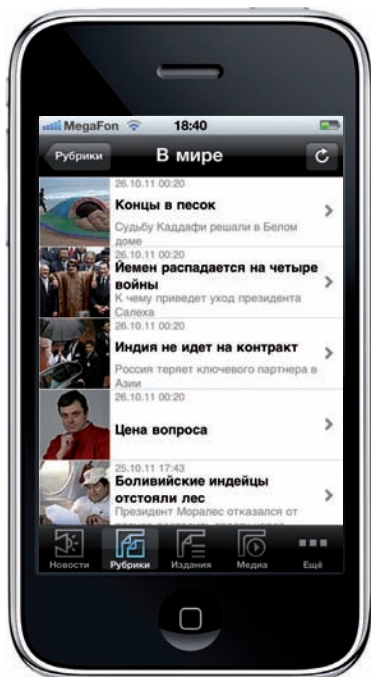 MegaFon 18:40
Рубрики В мире
26.10.11 00:20
Концы в песок
Судьбу Каддафи решали в Белом
доме
26.10.11 00:20
Йемен распадается на четыре
войны
К чему приведет уход президента
Салеха
26.10.11 00:20
Индия не идет на контракт
Россия теряет ключевого партнера в
Азии
26.10.11 00:20
Цена вопроса
25.10.11 17:43
Боливийские индейцы
отстояли лес
Президент Моралес отказался от
Новости Рубрики Издания Медиа Ещё